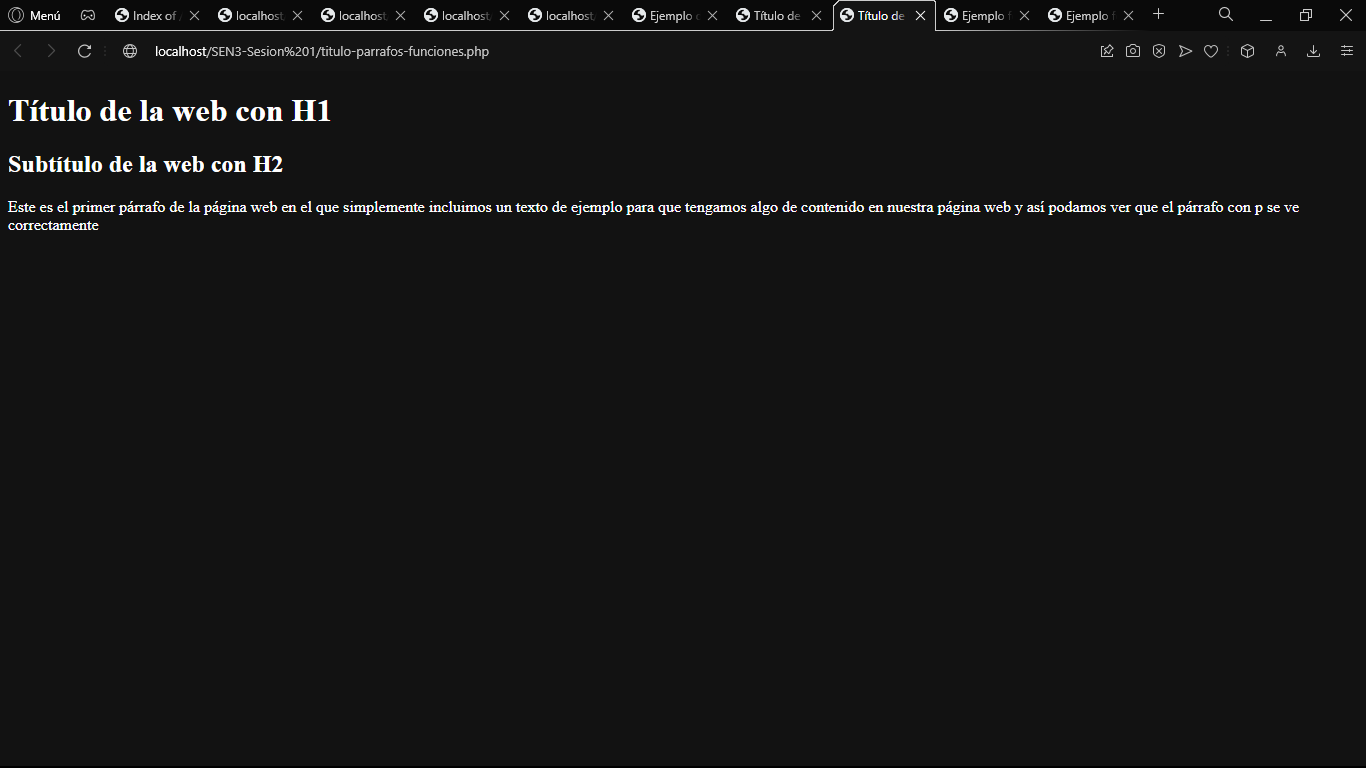 Menú
Index of
localhost
localhost
localhost
localhost
Ejemplo
Título de
Título de
Ejemplo
Ejemplo
localhost/SEN3-Sesion%201/titulo-parrafos-funciones.php
Título de la web con H1
Subtítulo de la web con H2
Este es el primer párrafo de la página web en el que simplemente incluimos un texto de ejemplo para que tengamos algo de contenido en nuestra página web y así podamos ver que el párrafo con p se ve
correctamente